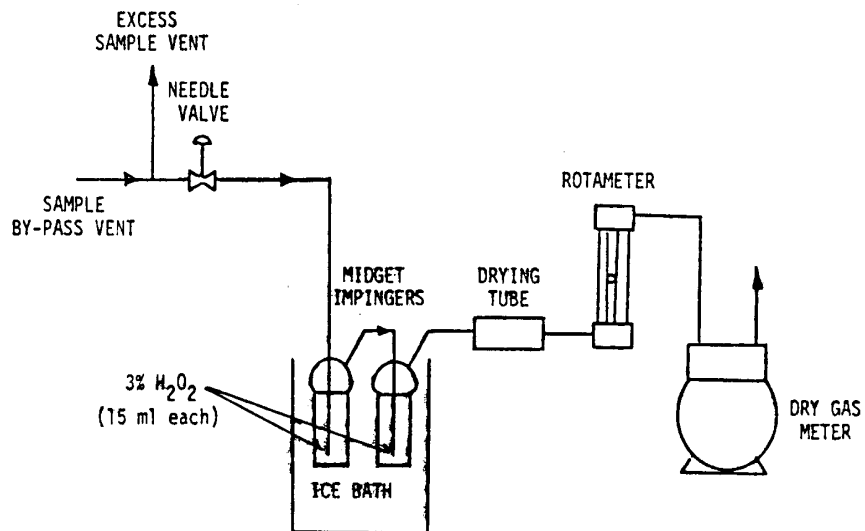 EXCESS
SAMPLE VENT
NEEDLE
VALVE
SAMPLE
BY-PASS VENT
ROTAMETER
MIDGET
IMPINGERS
DRYING
TUBE
3% H₂O₂
(15 ml each)
DRY GAS
METER
ICE BATH